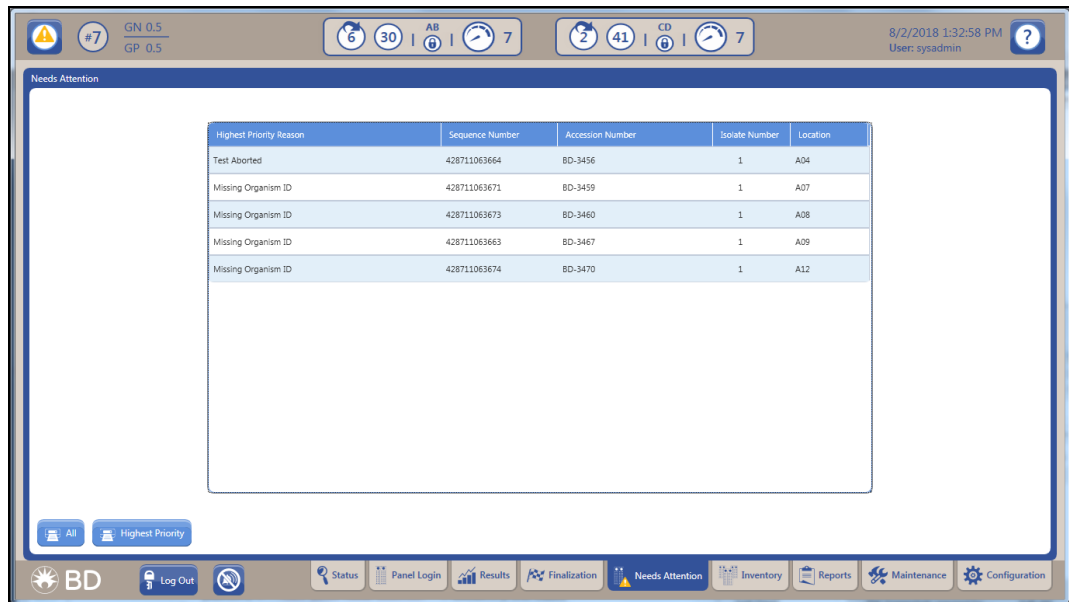 #7 GN 0.5 6 30 | AB | 7 2 41 | CD | 7 8/2/2018 1:32:58 PM ?
GP 0.5 User: sysadmin
Needs Attention
Highest Priority Reason Sequence Number Accession Number Isolate Number Location
Test Aborted 428711063664 BD-3456 1 A04
Missing Organism ID 428711063671 BD-3459 1 A07
Missing Organism ID 428711063673 BD-3460 1 A08
Missing Organism ID 428711063663 BD-3467 1 A09
Missing Organism ID 428711063674 BD-3470 1 A12
All Highest Priority
BD Log Out Status Panel Login Results Finalization Needs Attention Inventory Reports Maintenance Configuration